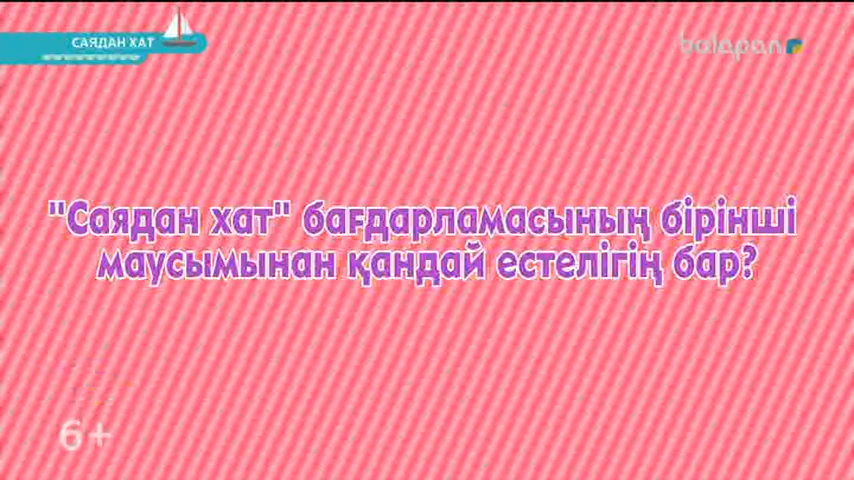 САЯДАН ХАТ
balapan
"Саядан хат" бағдарламасының бірінші
маусымынан қандай естелігің бар?
6+